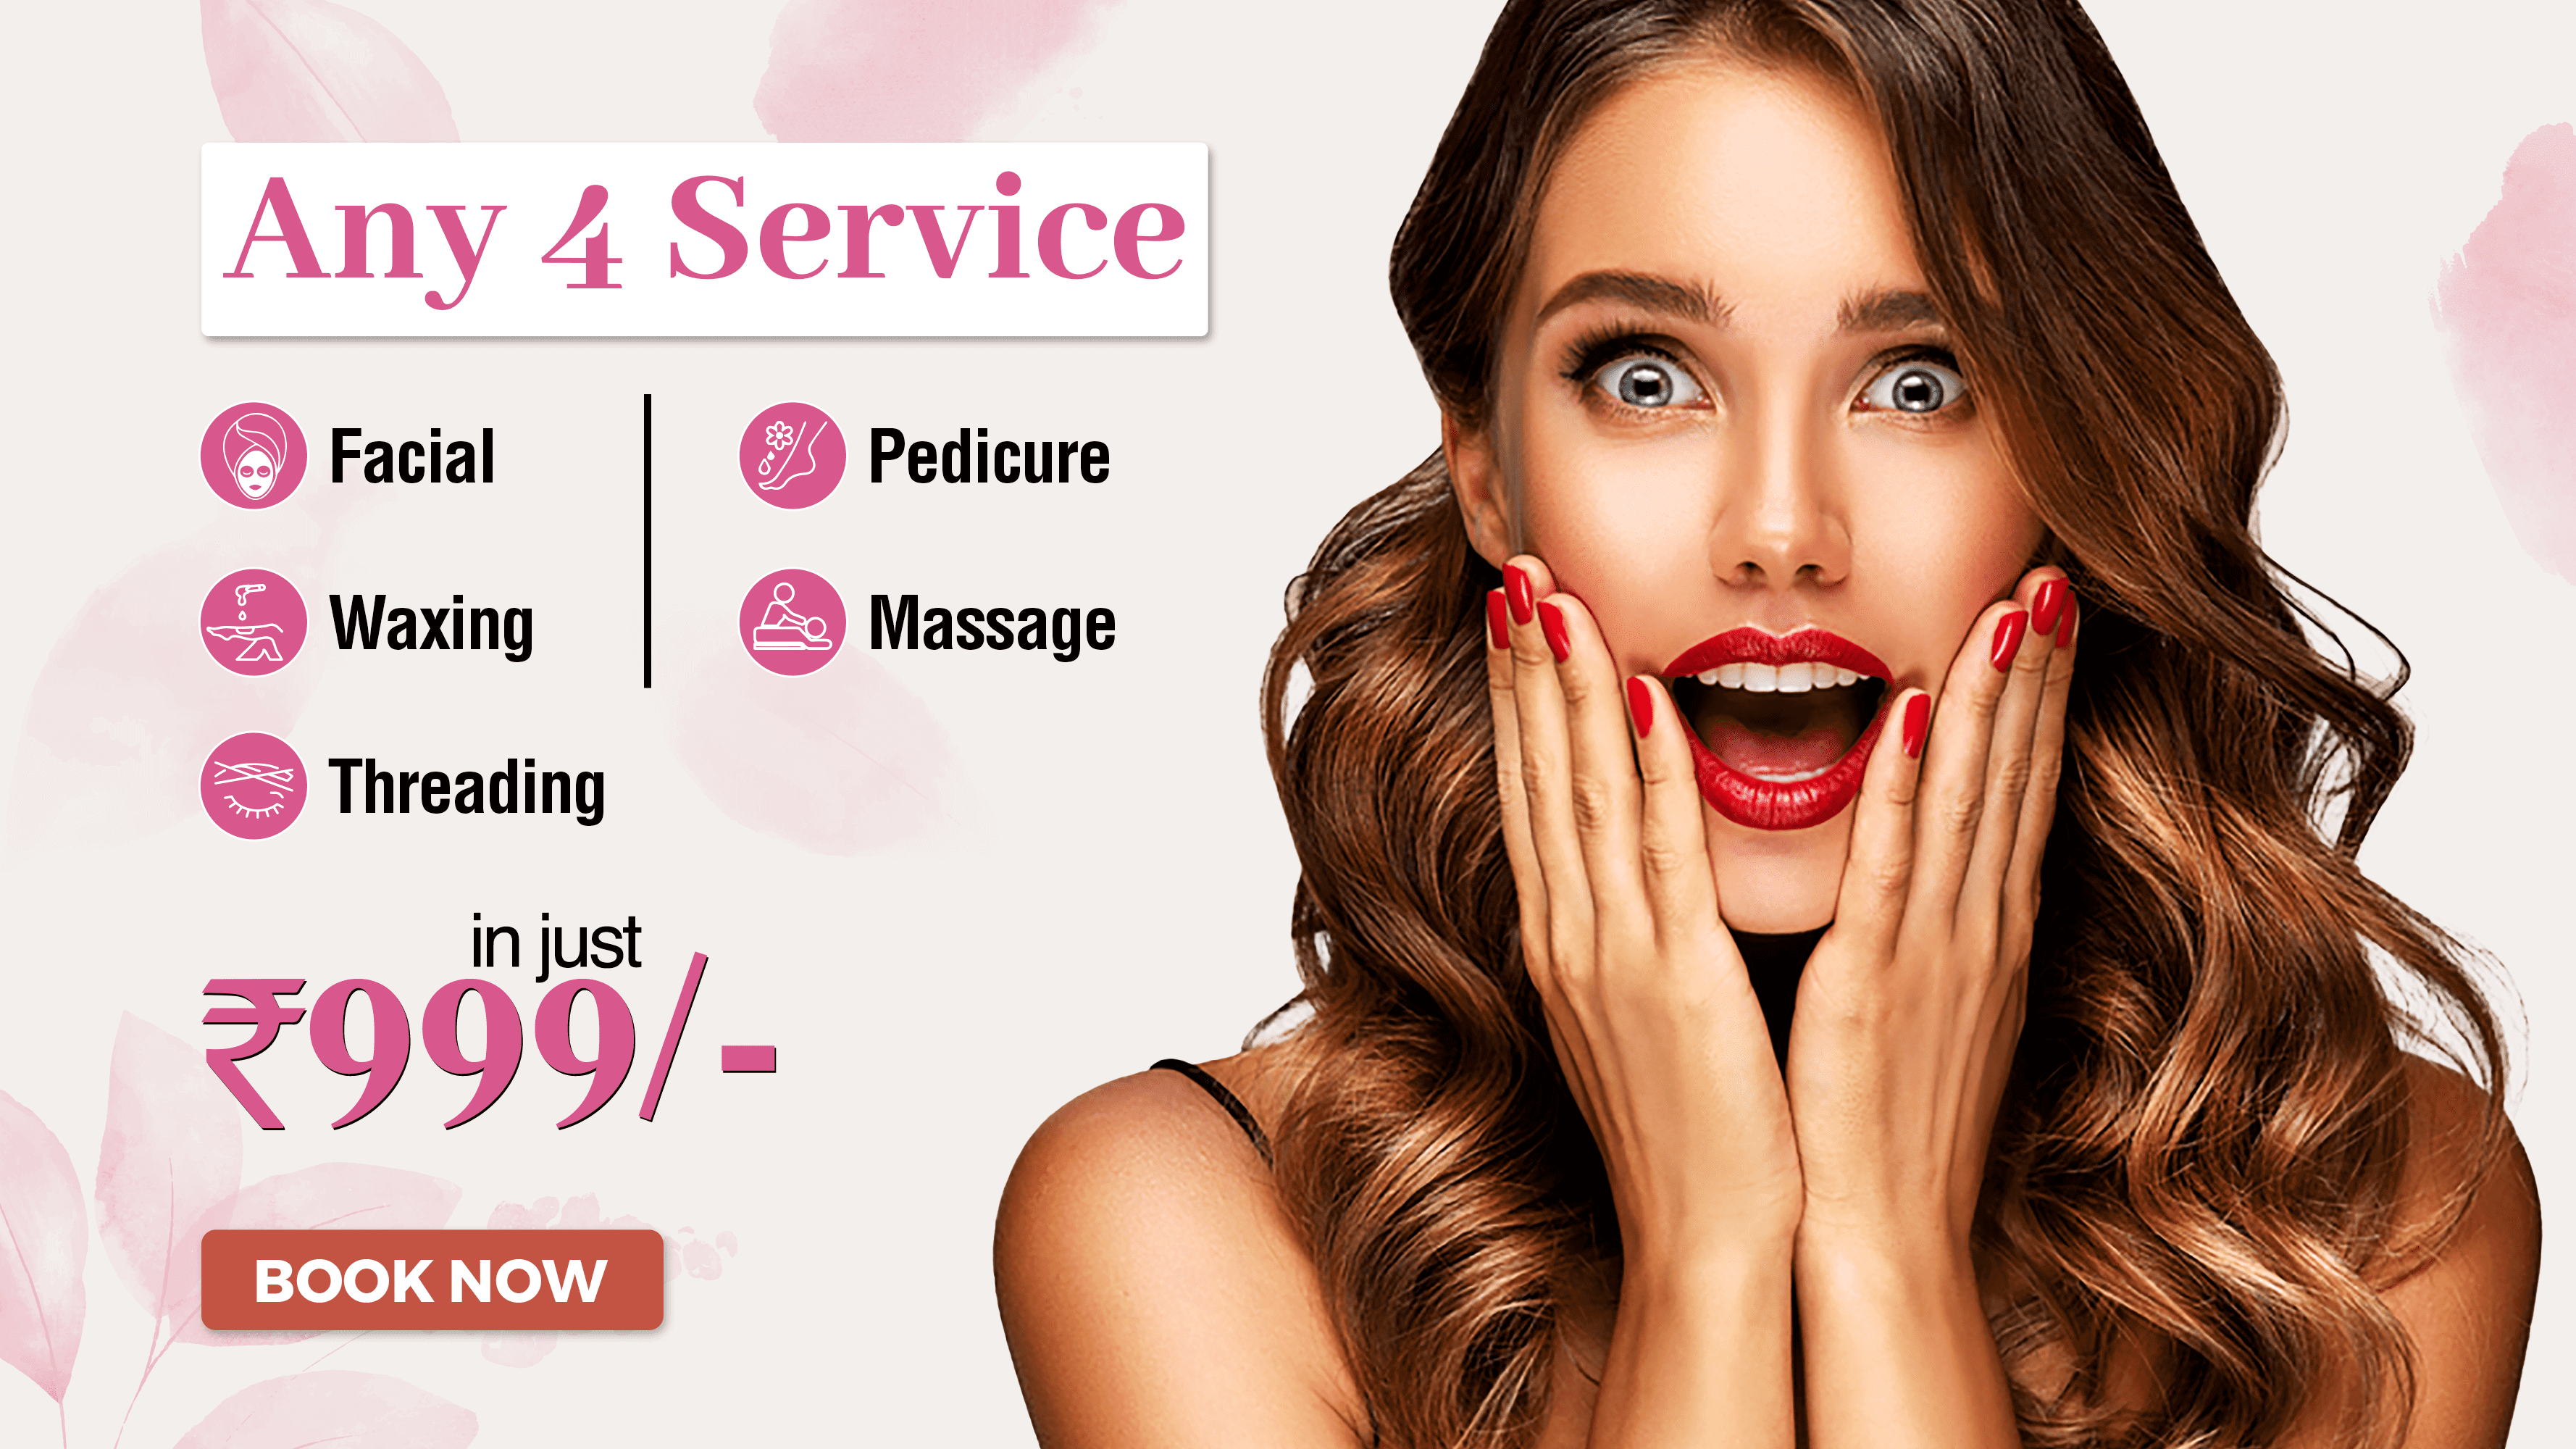 Any 4 Service
Facial
Waxing
Threading
Pedicure
Massage
in just
₹999/-
BOOK NOW